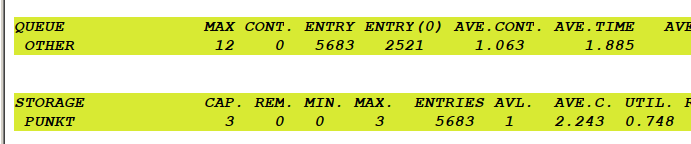 QUEUE MAX CONT. ENTRY ENTRY(0) AVE.CONT. AVE.TIME AVE
OTHER 12 0 5683 2521 1.063 1.885
STORAGE CAP. REM. MIN. MAX. ENTRIES AVL. AVE.C. UTIL.
PUNKT 3 0 0 3 5683 1 2.243 0.748